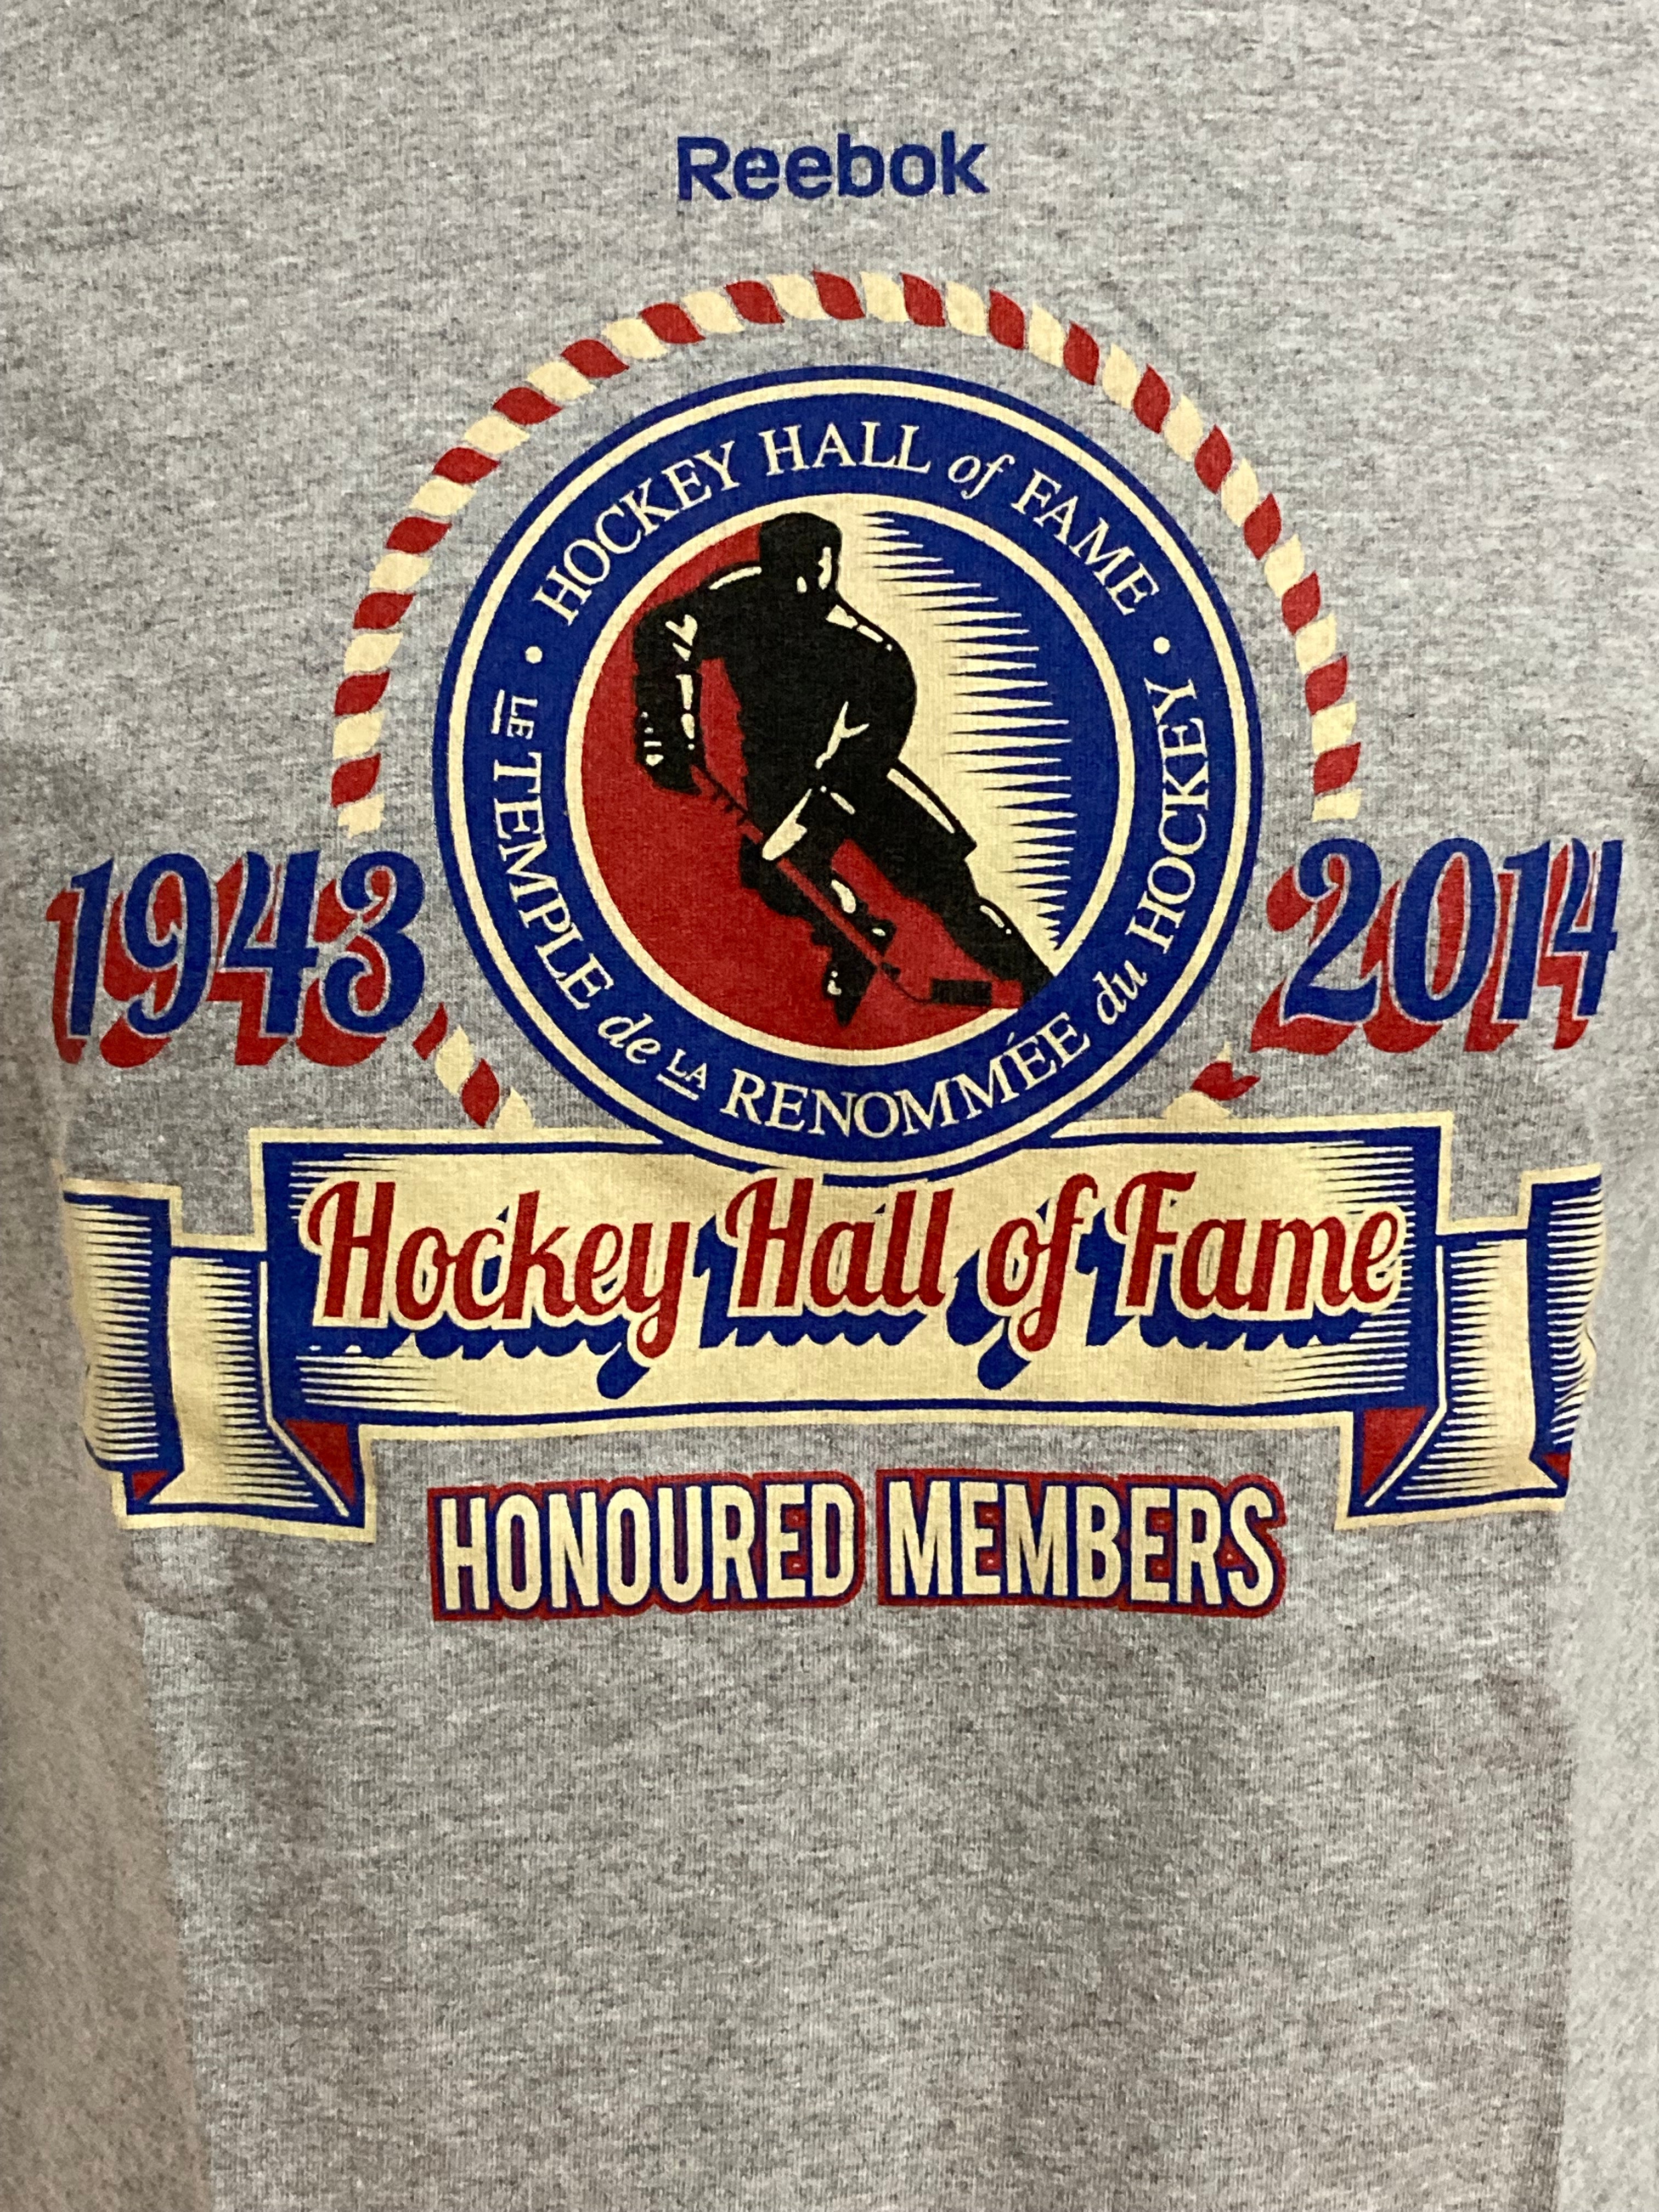 Reebok
HOCKEY HALL of FAME
• LE TEMPLE de LA RENOMMÉE du HOCKEY •
1943 2014
Hockey Hall of Fame
HONOURED MEMBERS